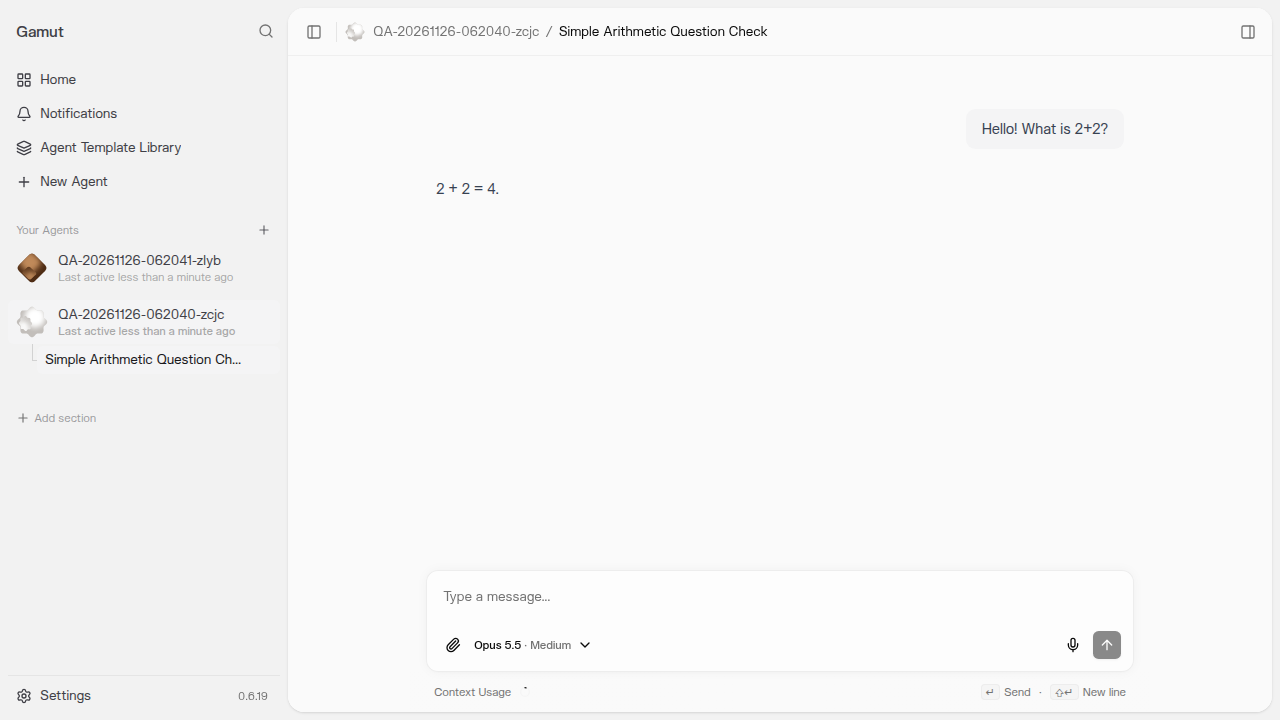 Gamut
Home
Notifications
Agent Template Library
New Agent
Your Agents
QA-20261126-062041-zlyb
Last active less than a minute ago
QA-20261126-062040-zcjc
Last active less than a minute ago
Simple Arithmetic Question Ch...
Add section
Settings
0.6.19
QA-20261126-062040-zcjc / Simple Arithmetic Question Check
Hello! What is 2+2?
2 + 2 = 4.
Type a message...
Opus 5.5 · Medium
Context Usage
Send · New line